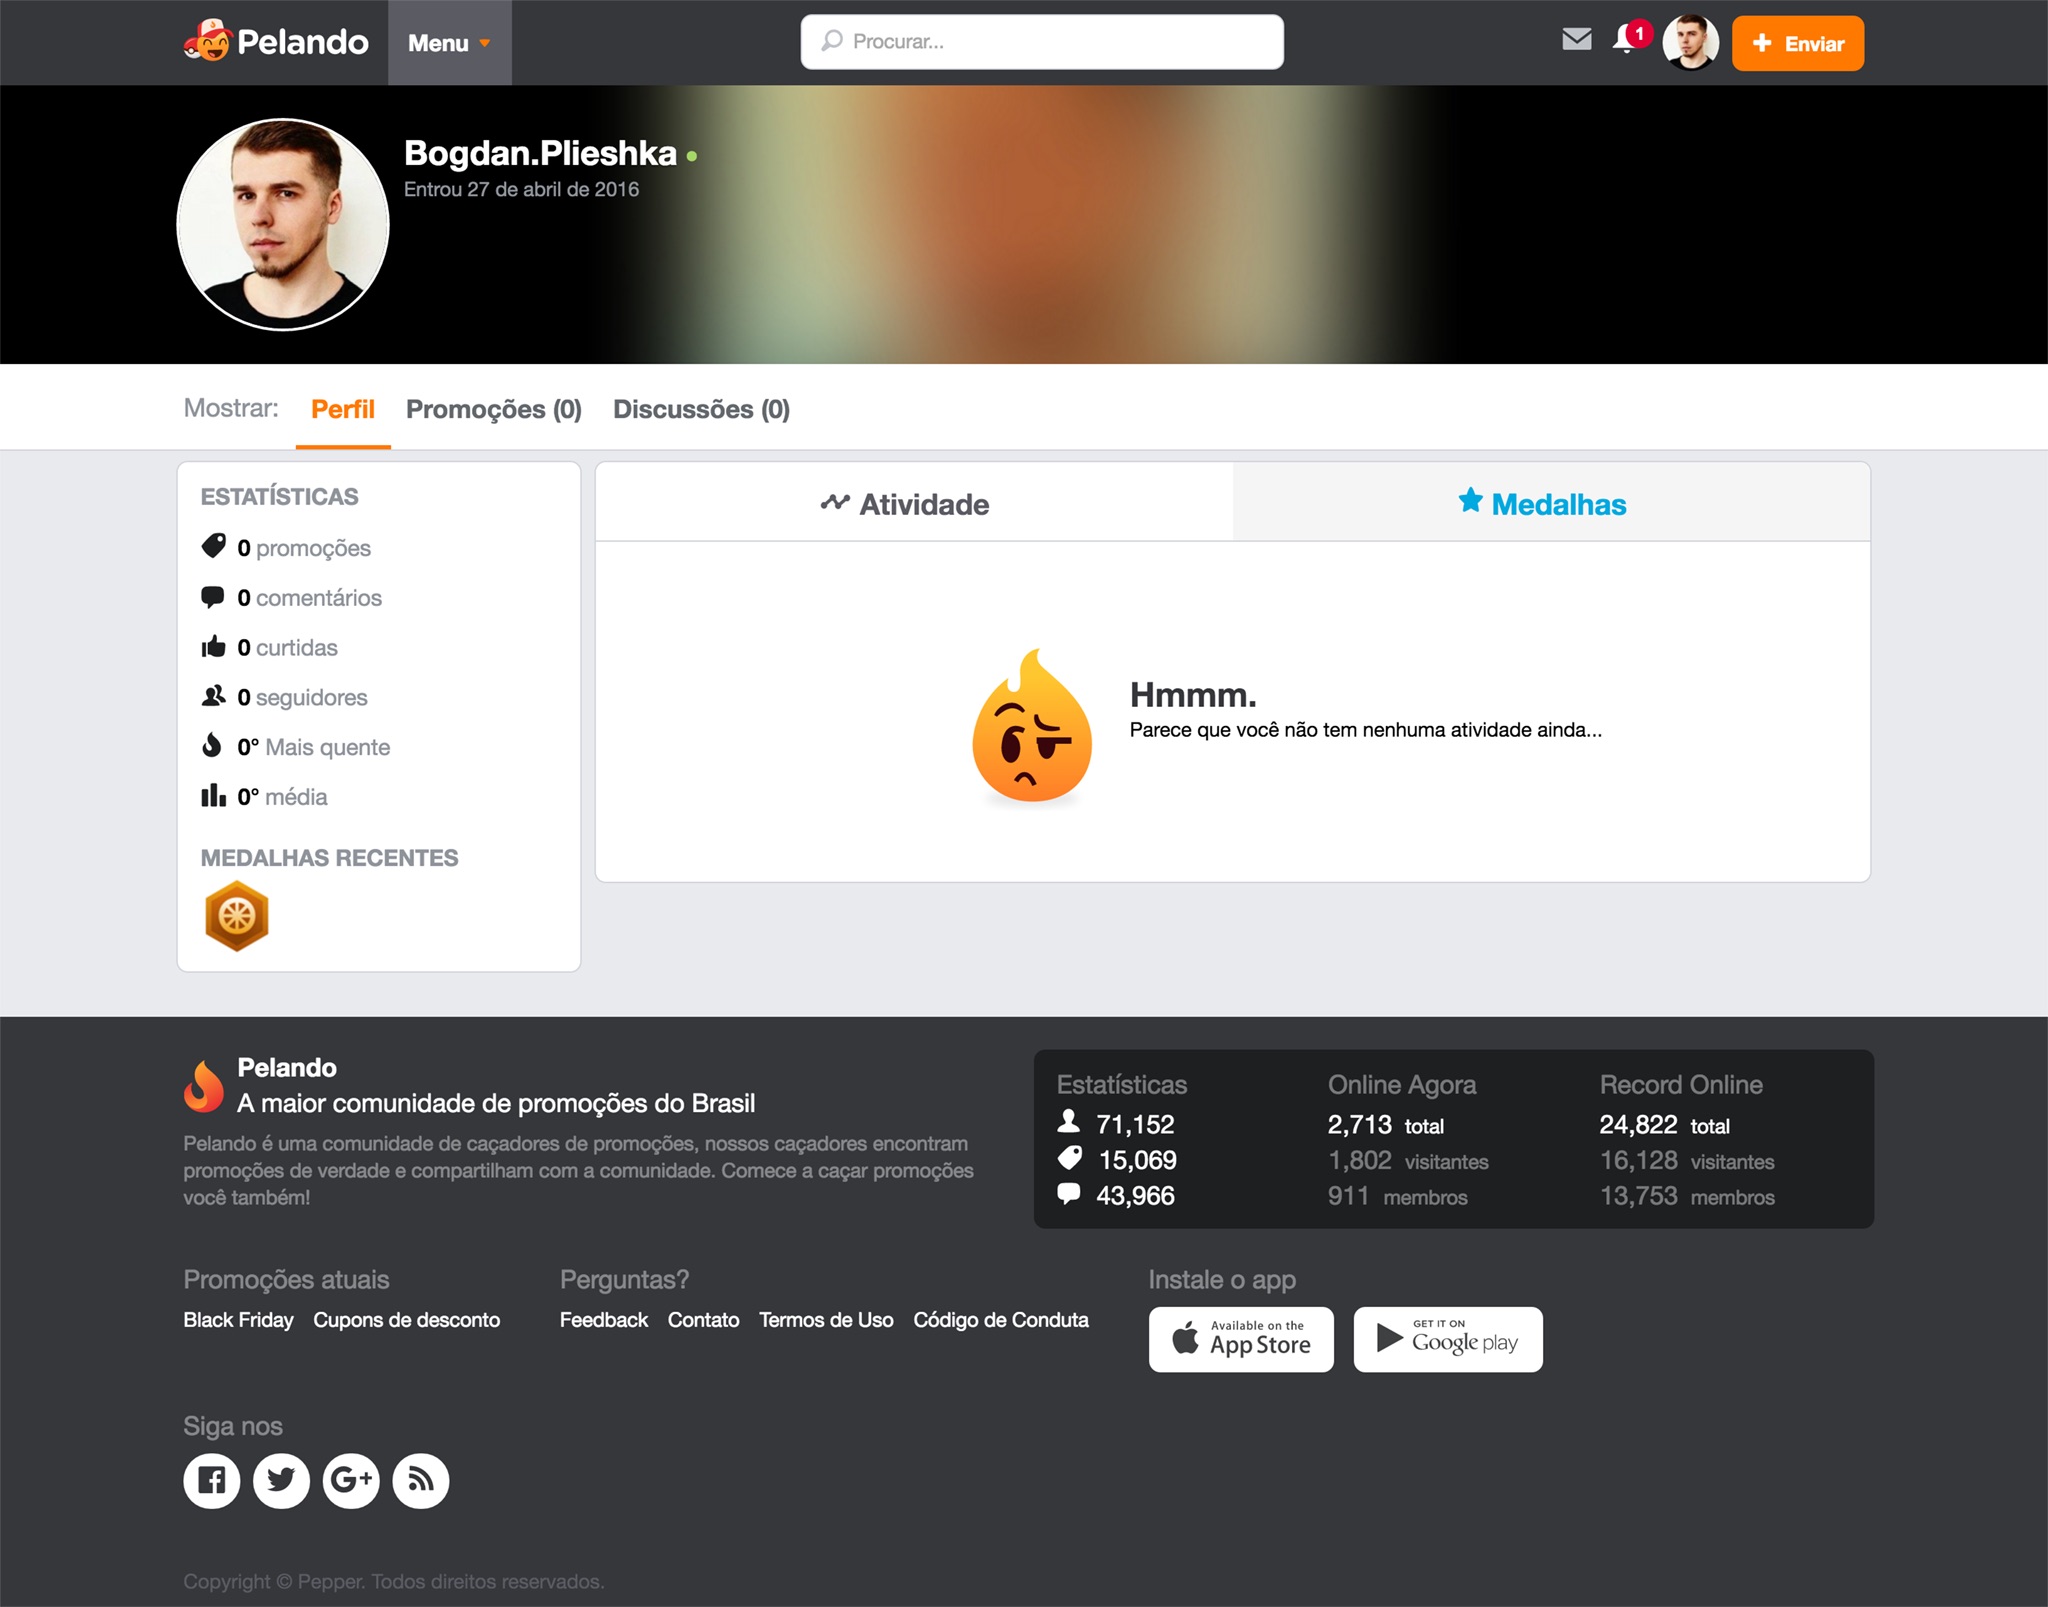 Pelando
Menu
Procurar...
1
Enviar
Bogdan.Plieshka
Entrou 27 de abril de 2016
Mostrar: Perfil Promoções (0) Discussões (0)
ESTATÍSTICAS
0 promoções
0 comentários
0 curtidas
0 seguidores
0° Mais quente
0° média
MEDALHAS RECENTES
Atividade
Medalhas
Hmmm.
Parece que você não tem nenhuma atividade ainda...
Pelando
A maior comunidade de promoções do Brasil
Pelando é uma comunidade de caçadores de promoções, nossos caçadores encontram
promoções de verdade e compartilham com a comunidade. Comece a caçar promoções
você também!
Estatísticas
71,152
15,069
43,966
Online Agora
2,713 total
1,802 visitantes
911 membros
Record Online
24,822 total
16,128 visitantes
13,753 membros
Promoções atuais
Black Friday Cupons de desconto
Perguntas?
Feedback Contato Termos de Uso Código de Conduta
Instale o app
Available on the
App Store
GET IT ON
Google play
Siga nos
G+
Copyright © Pepper. Todos direitos reservados.